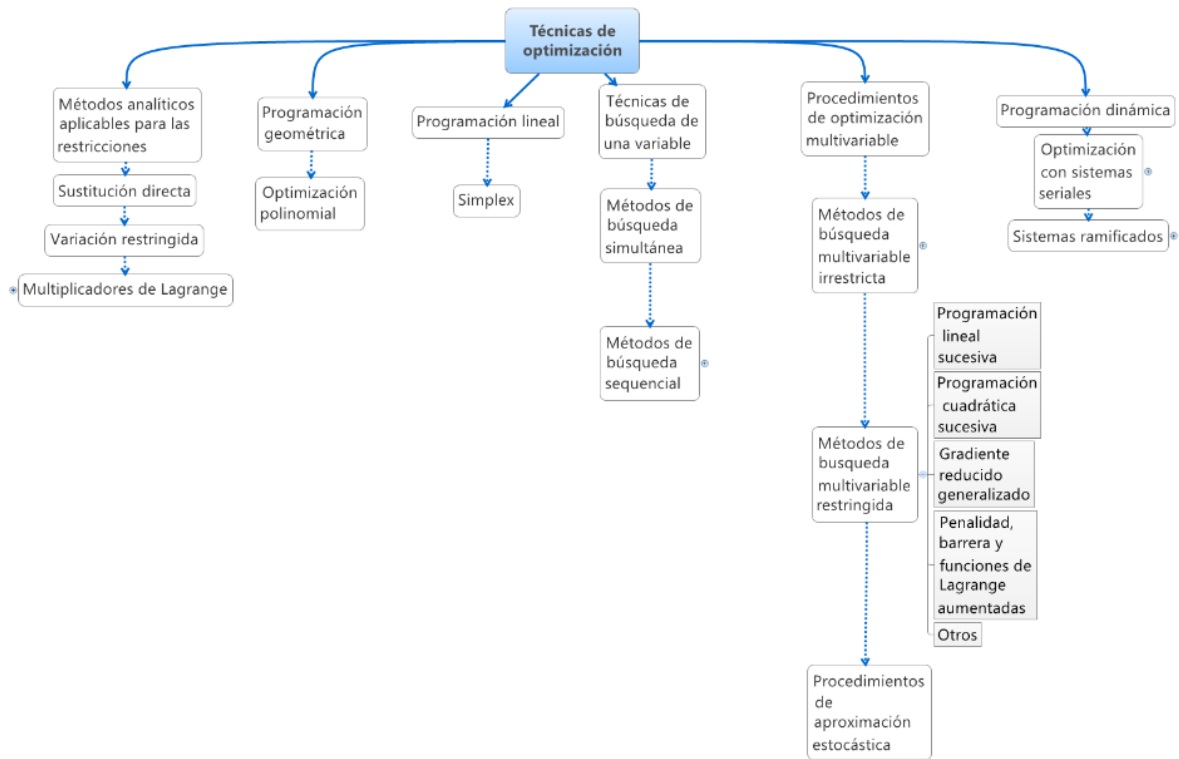 Técnicas de
optimización
Métodos analíticos
aplicables para las
restricciones
Sustitución directa
Variación restringida
Multiplicadores de Lagrange
Programación
geométrica
Optimización
polinomial
Programación lineal
Simplex
Técnicas de
búsqueda de
una variable
Métodos de
búsqueda
simultánea
Métodos de
búsqueda
sequencial
Procedimientos
de optimización
multivariable
Métodos de
búsqueda
multivariable
irrestricta
Métodos de
busqueda
multivariable
restringida
Programación
lineal
sucesiva
Programación
cuadrática
sucesiva
Gradiente
reducido
generalizado
Penalidad,
barrera y
funciones de
Lagrange
aumentadas
Otros
Procedimientos
de
aproximación
estocástica
Programación dinámica
Optimización
con sistemas
seriales
Sistemas ramificados